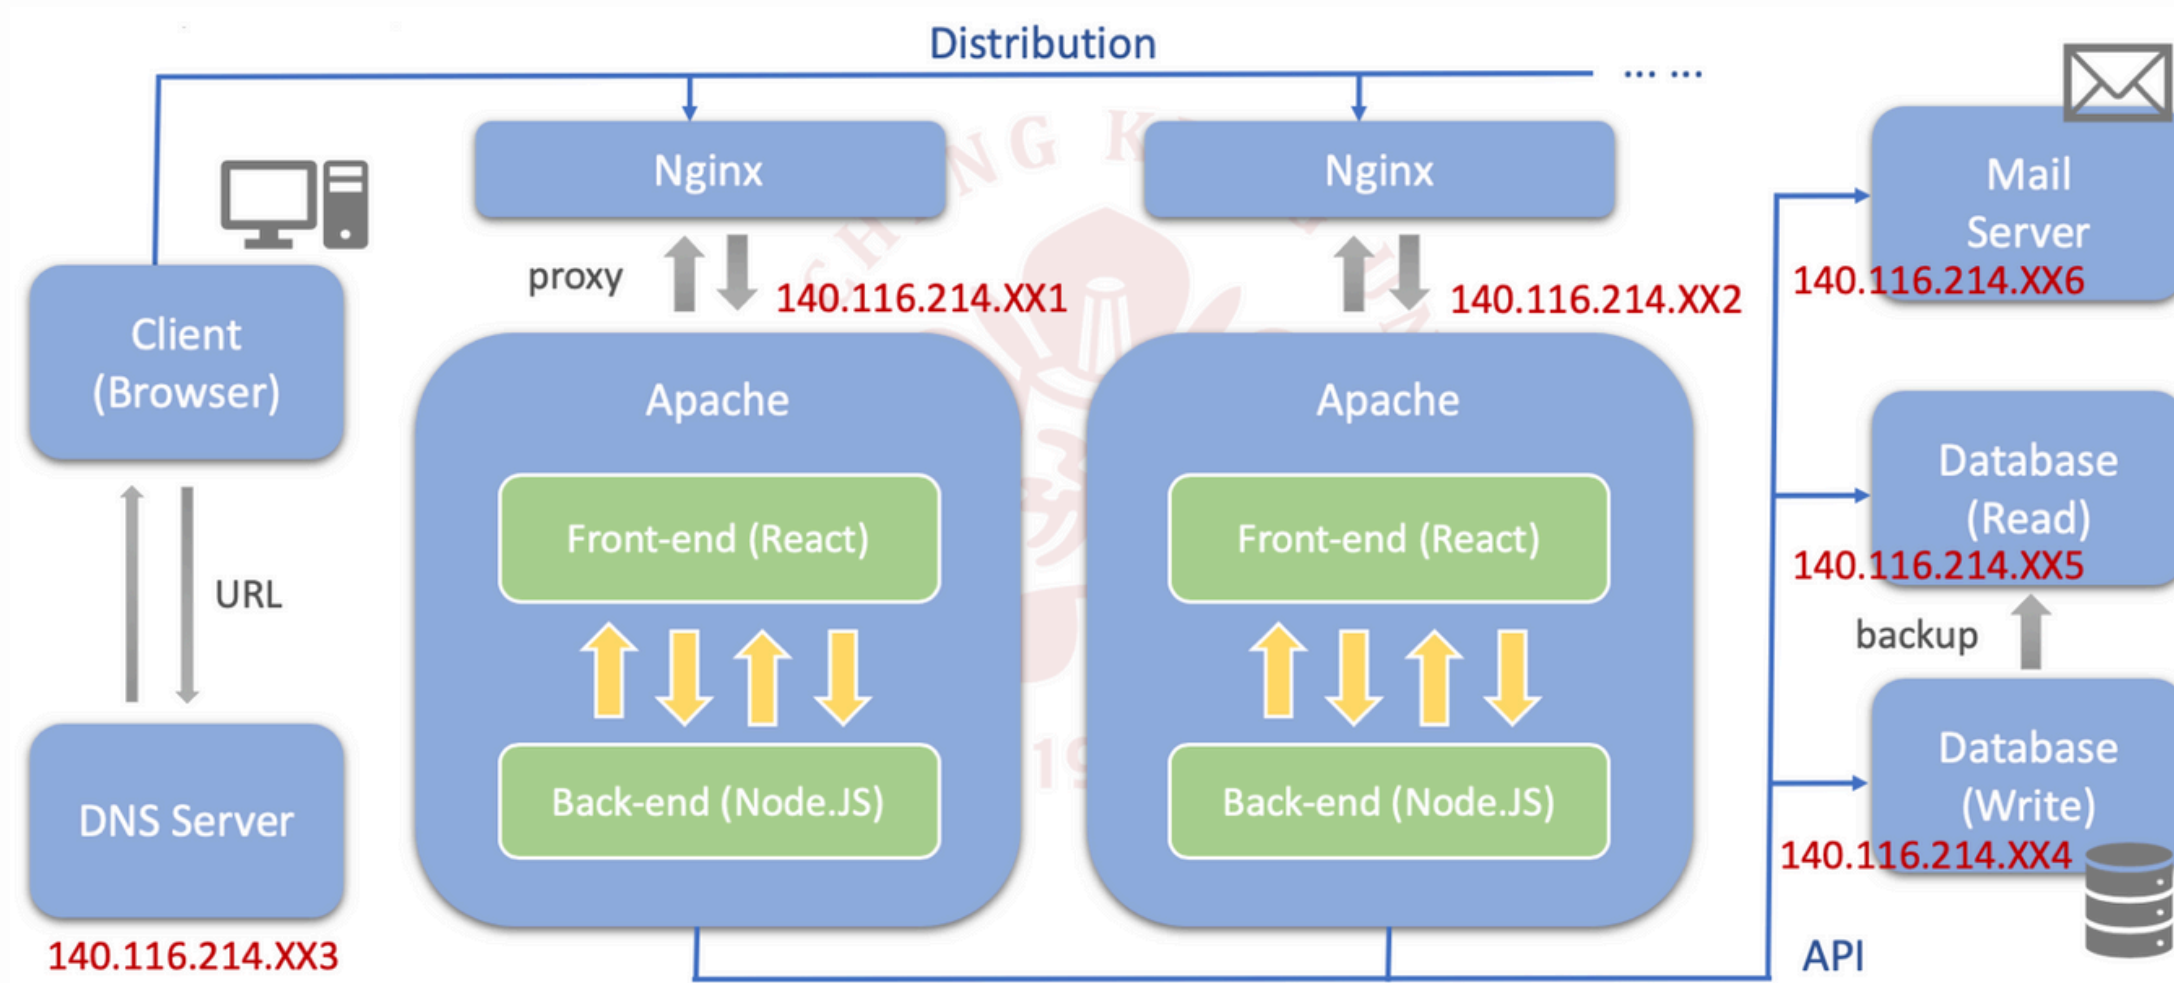 Distribution
... ...
Nginx
Nginx
Mail
Server
140.116.214.XX6
proxy
140.116.214.XX1
140.116.214.XX2
Client
(Browser)
Apache
Apache
Database
(Read)
140.116.214.XX5
Front-end (React)
Front-end (React)
URL
backup
Back-end (Node.JS)
Back-end (Node.JS)
Database
(Write)
140.116.214.XX4
DNS Server
140.116.214.XX3
API